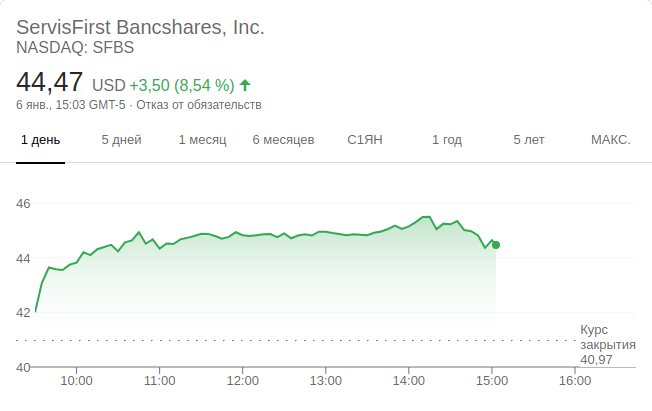 ServisFirst Bancshares, Inc.
NASDAQ: SFBS
44,47 USD +3,50 (8,54 %)
6 янв., 15:03 GMT-5 · Отказ от обязательств
1 день 5 дней 1 месяц 6 месяцев С1ЯН 1 год 5 лет МАКС.
46
44
42
Курс
закрытия
40,97
40
10:00 11:00 12:00 13:00 14:00 15:00 16:00